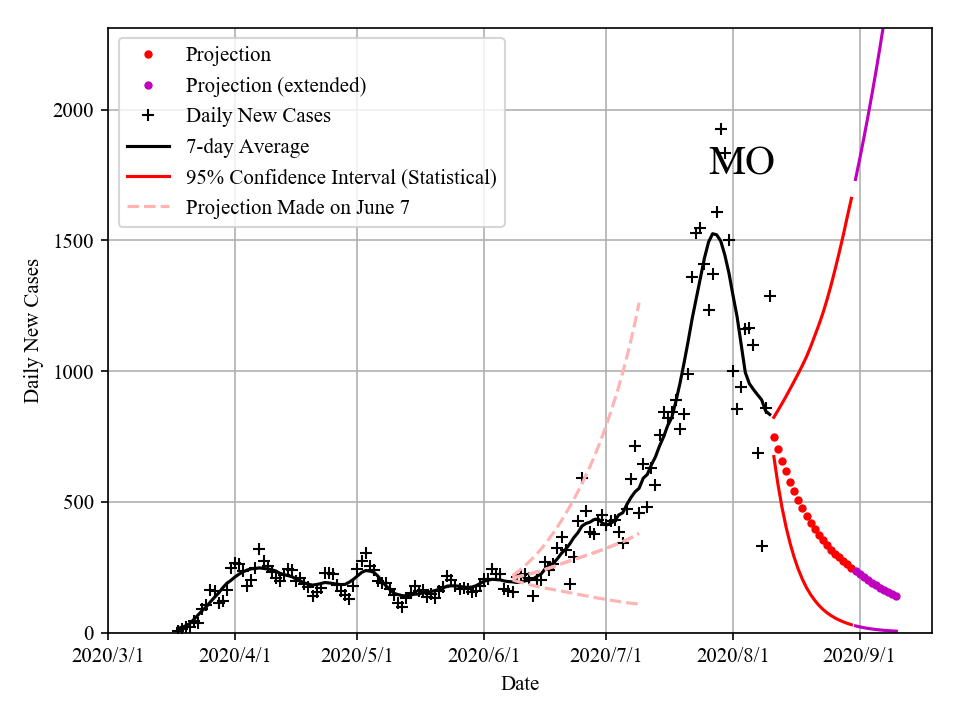 Projection
Projection (extended)
Daily New Cases
7-day Average
95% Confidence Interval (Statistical)
Projection Made on June 7
MO
2000
1500
1000
500
0
Daily New Cases
2020/3/1 2020/4/1 2020/5/1 2020/6/1 2020/7/1 2020/8/1 2020/9/1
Date